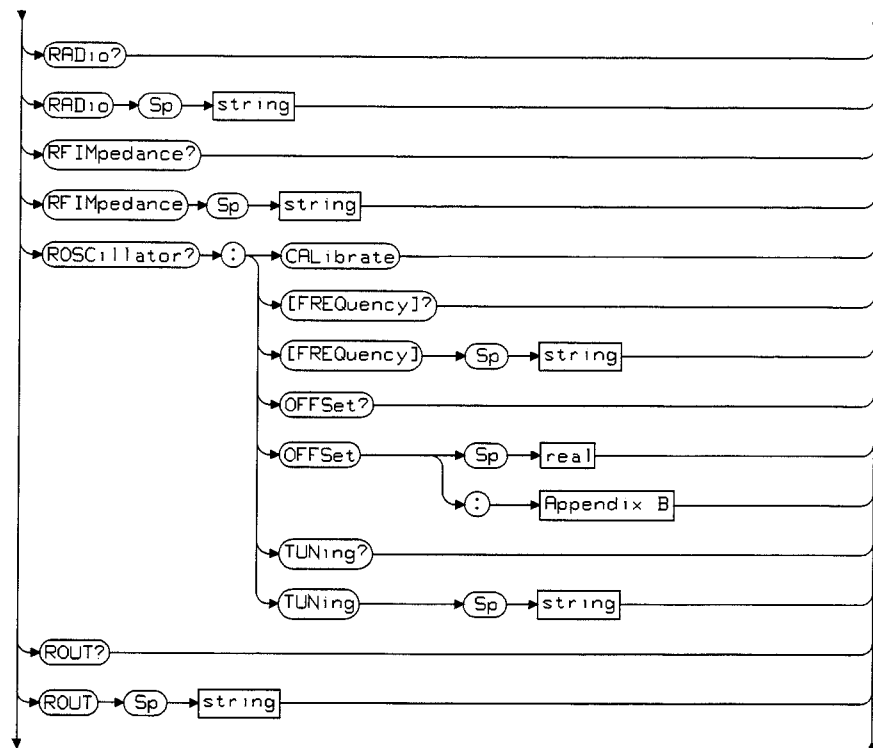 RADio?
RADio Sp string
RFIMpedance?
RFIMpedance Sp string
ROSCillator? : CALibrate
[FREQuency]?
[FREQuency] Sp string
OFFSet?
OFFSet Sp real
: Appendix B
TUNing?
TUNing Sp string
ROUT?
ROUT Sp string